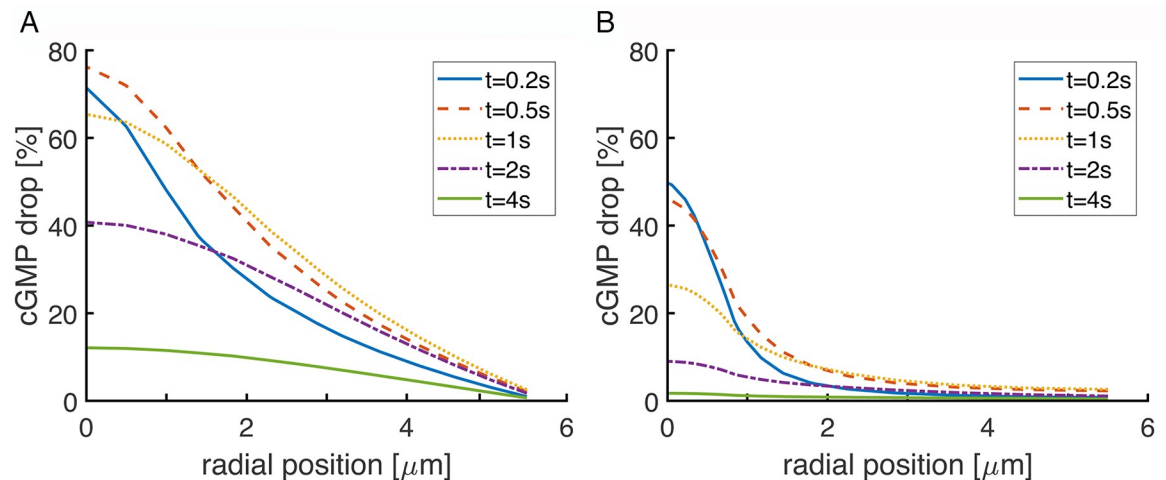 A
80
60
40
20
0
cGMP drop [%]
t=0.2s
t=0.5s
t=1s
t=2s
t=4s
0 2 4 6
radial position [μm]
B
80
60
40
20
0
cGMP drop [%]
t=0.2s
t=0.5s
t=1s
t=2s
t=4s
0 2 4 6
radial position [μm]